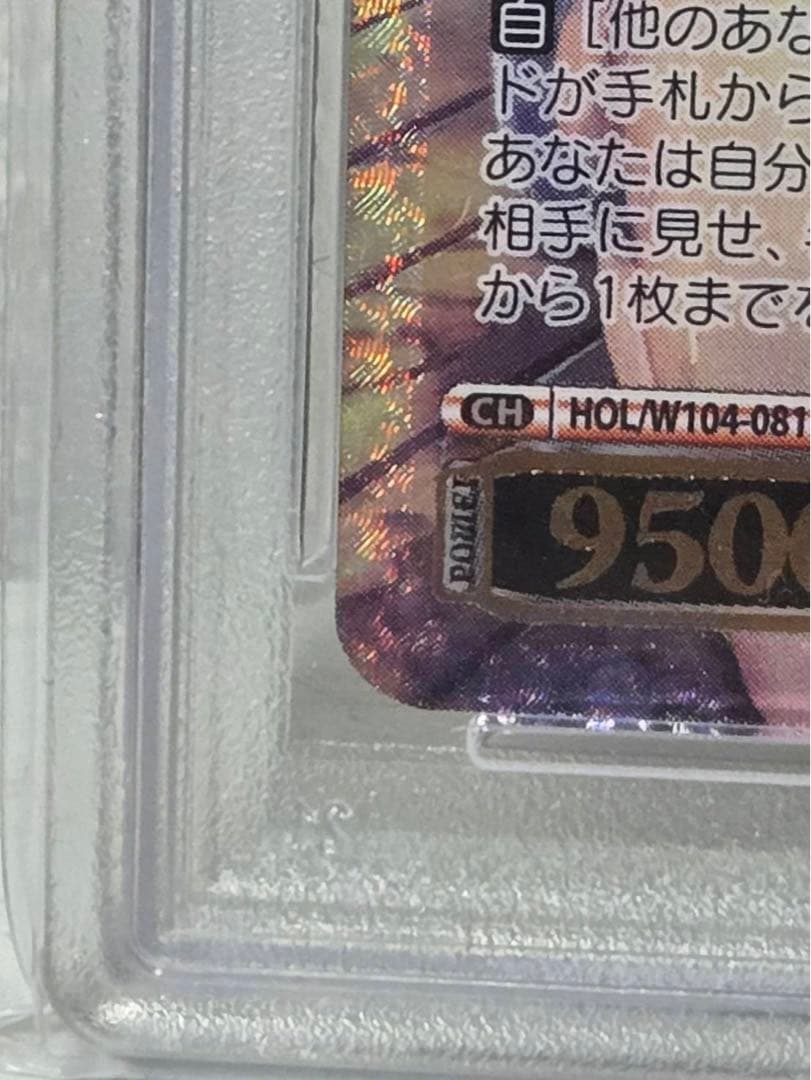 自 [他のあな
ドが手札から
あなたは自分
相手に見せ、
から1枚まで
CH HOL/W104-081
POWER 950